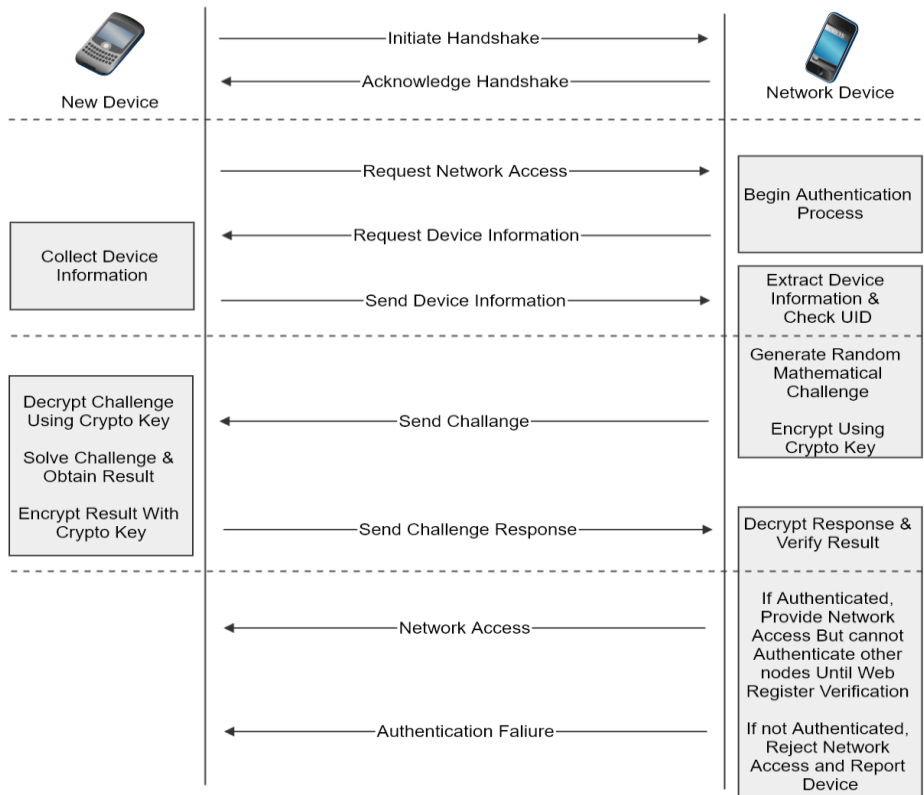 Initiate Handshake
Acknowledge Handshake
New Device
Network Device
Request Network Access
Begin Authentication
Process
Request Device Information
Collect Device
Information
Send Device Information
Extract Device
Information &
Check UID
Generate Random
Mathematical
Challenge
Encrypt Using
Crypto Key
Send Challange
Decrypt Challenge
Using Crypto Key
Solve Challenge &
Obtain Result
Encrypt Result With
Crypto Key
Send Challenge Response
Decrypt Response &
Verify Result
Network Access
If Authenticated,
Provide Network
Access But cannot
Authenticate other
nodes Until Web
Register Verification
Authentication Faliure
If not Authenticated,
Reject Network
Access and Report
Device